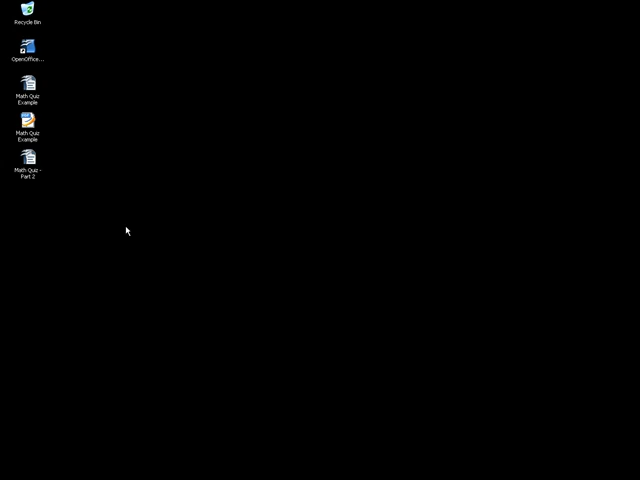 Recycle Bin
OpenOffice...
Math Quiz
Example
Math Quiz
Example
Math Quiz -
Part 2